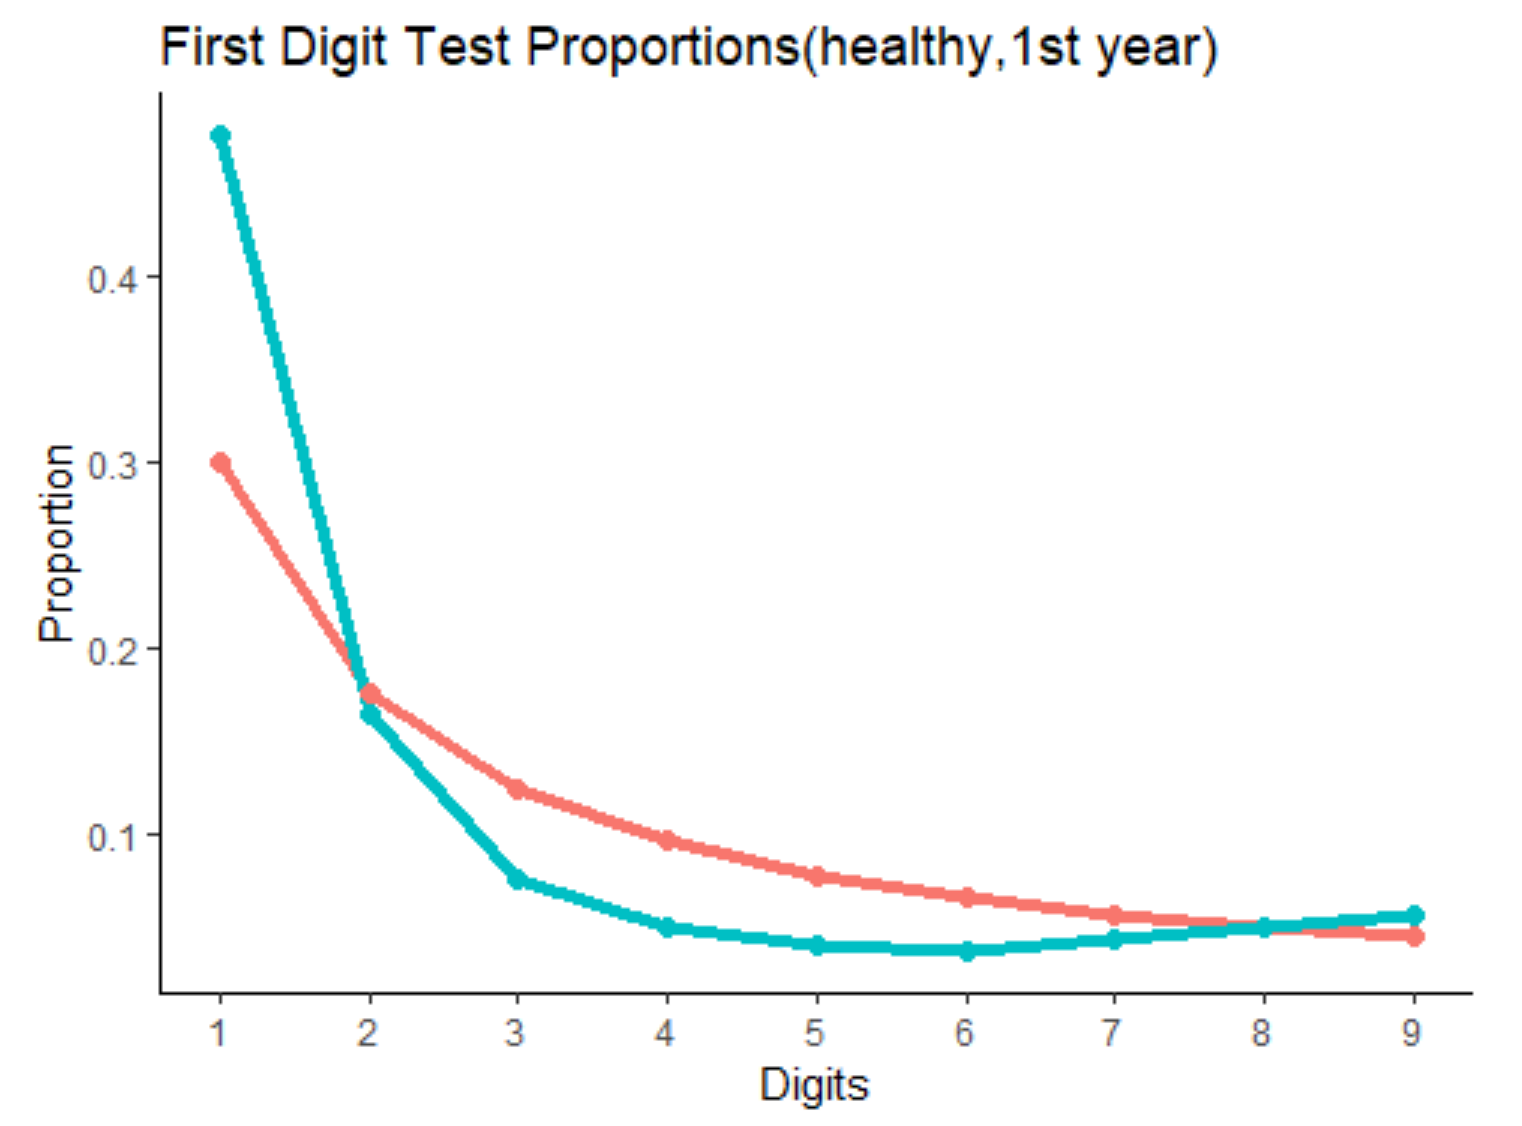 First Digit Test Proportions(healthy,1st year)
Proportion
0.4
0.3
0.2
0.1
1 2 3 4 5 6 7 8 9
Digits